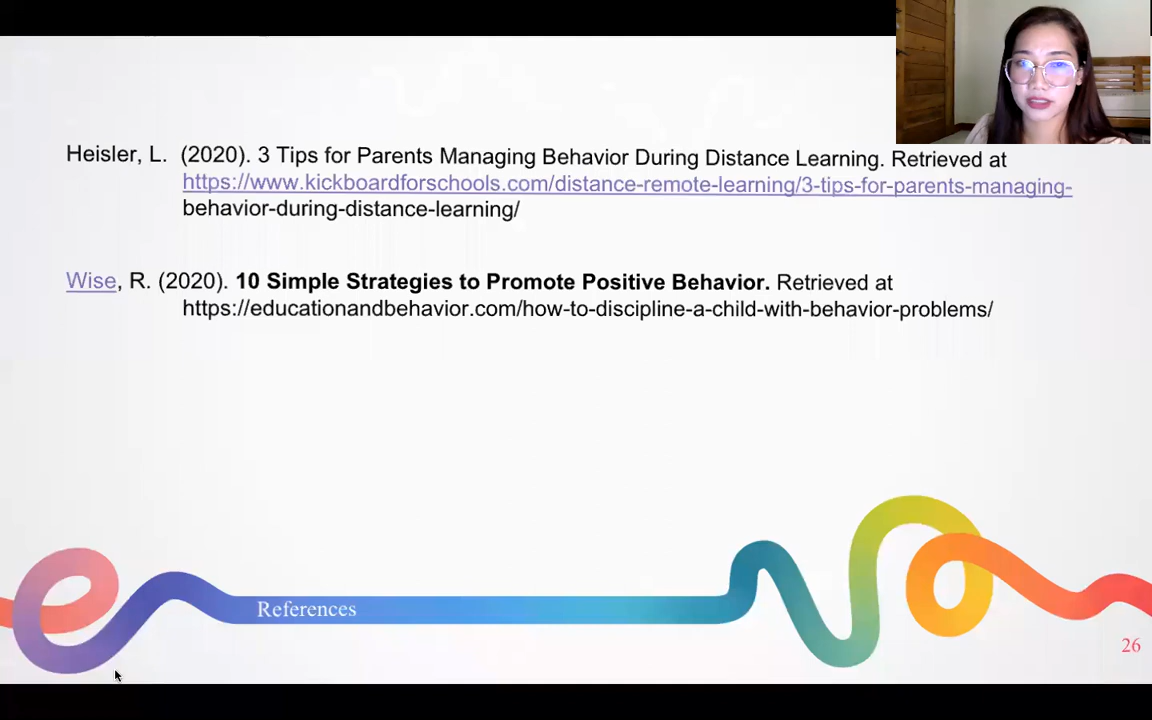 Heisler, L. (2020). 3 Tips for Parents Managing Behavior During Distance Learning. Retrieved at
https://www.kickboardforschools.com/distance-remote-learning/3-tips-for-parents-managing-
behavior-during-distance-learning/
Wise, R. (2020). 10 Simple Strategies to Promote Positive Behavior. Retrieved at
https://educationandbehavior.com/how-to-discipline-a-child-with-behavior-problems/
References
26